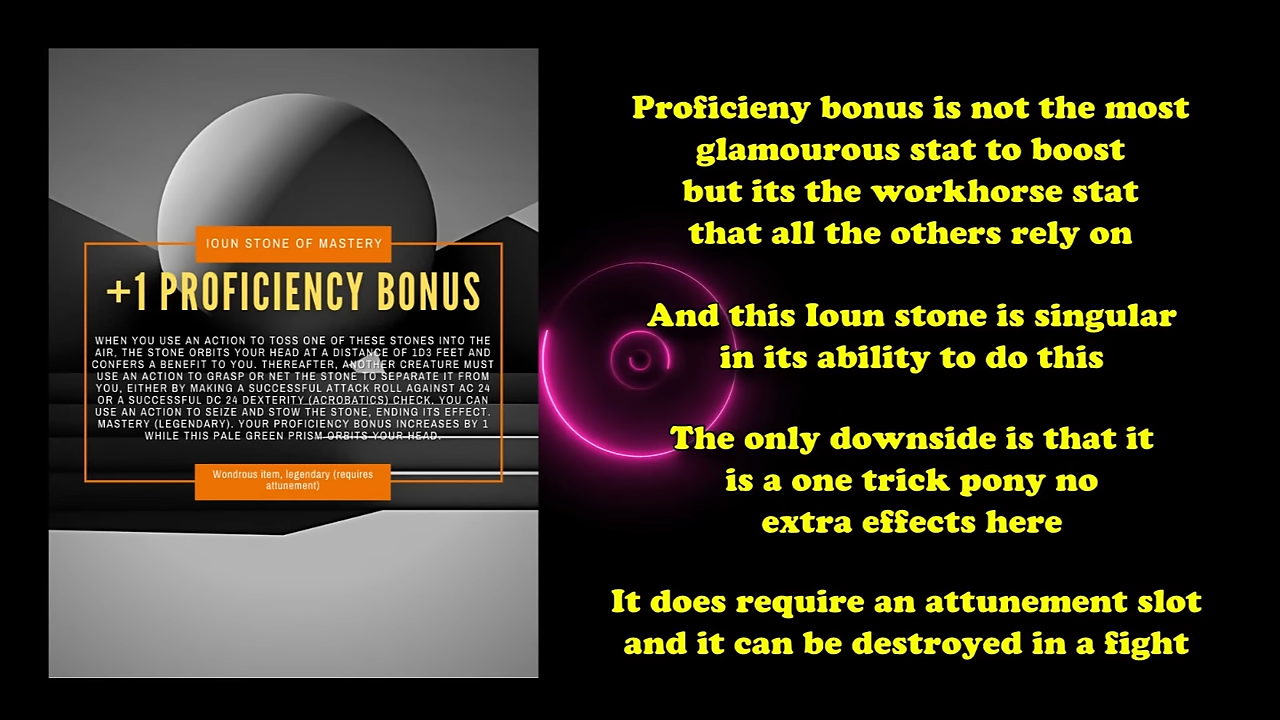 IOUN STONE OF MASTERY
+1 PROFICIENCY BONUS
WHEN YOU USE AN ACTION TO TOSS ONE OF THESE STONES INTO THE
AIR, THE STONE ORBITS YOUR HEAD AT A DISTANCE OF 1D3 FEET AND
CONFERS A BENEFIT TO YOU. THEREAFTER, ANOTHER CREATURE MUST
USE AN ACTION TO GRASP OR NET THE STONE TO SEPARATE IT FROM
YOU, EITHER BY MAKING A SUCCESSFUL ATTACK ROLL AGAINST AC 24
OR A SUCCESSFUL DC 24 DEXTERITY (ACROBATICS) CHECK. YOU CAN
USE AN ACTION TO SEIZE AND STOW THE STONE, ENDING ITS EFFECT.
MASTERY (LEGENDARY). YOUR PROFICIENCY BONUS INCREASES BY 1
WHILE THIS PALE GREEN PRISM ORBITS YOUR HEAD.
Wondrous item, legendary (requires
attunement)
Proficieny bonus is not the most
glamourous stat to boost
but its the workhorse stat
that all the others rely on
And this Ioun stone is singular
in its ability to do this
The only downside is that it
is a one trick pony no
extra effects here
It does require an attunement slot
and it can be destroyed in a fight